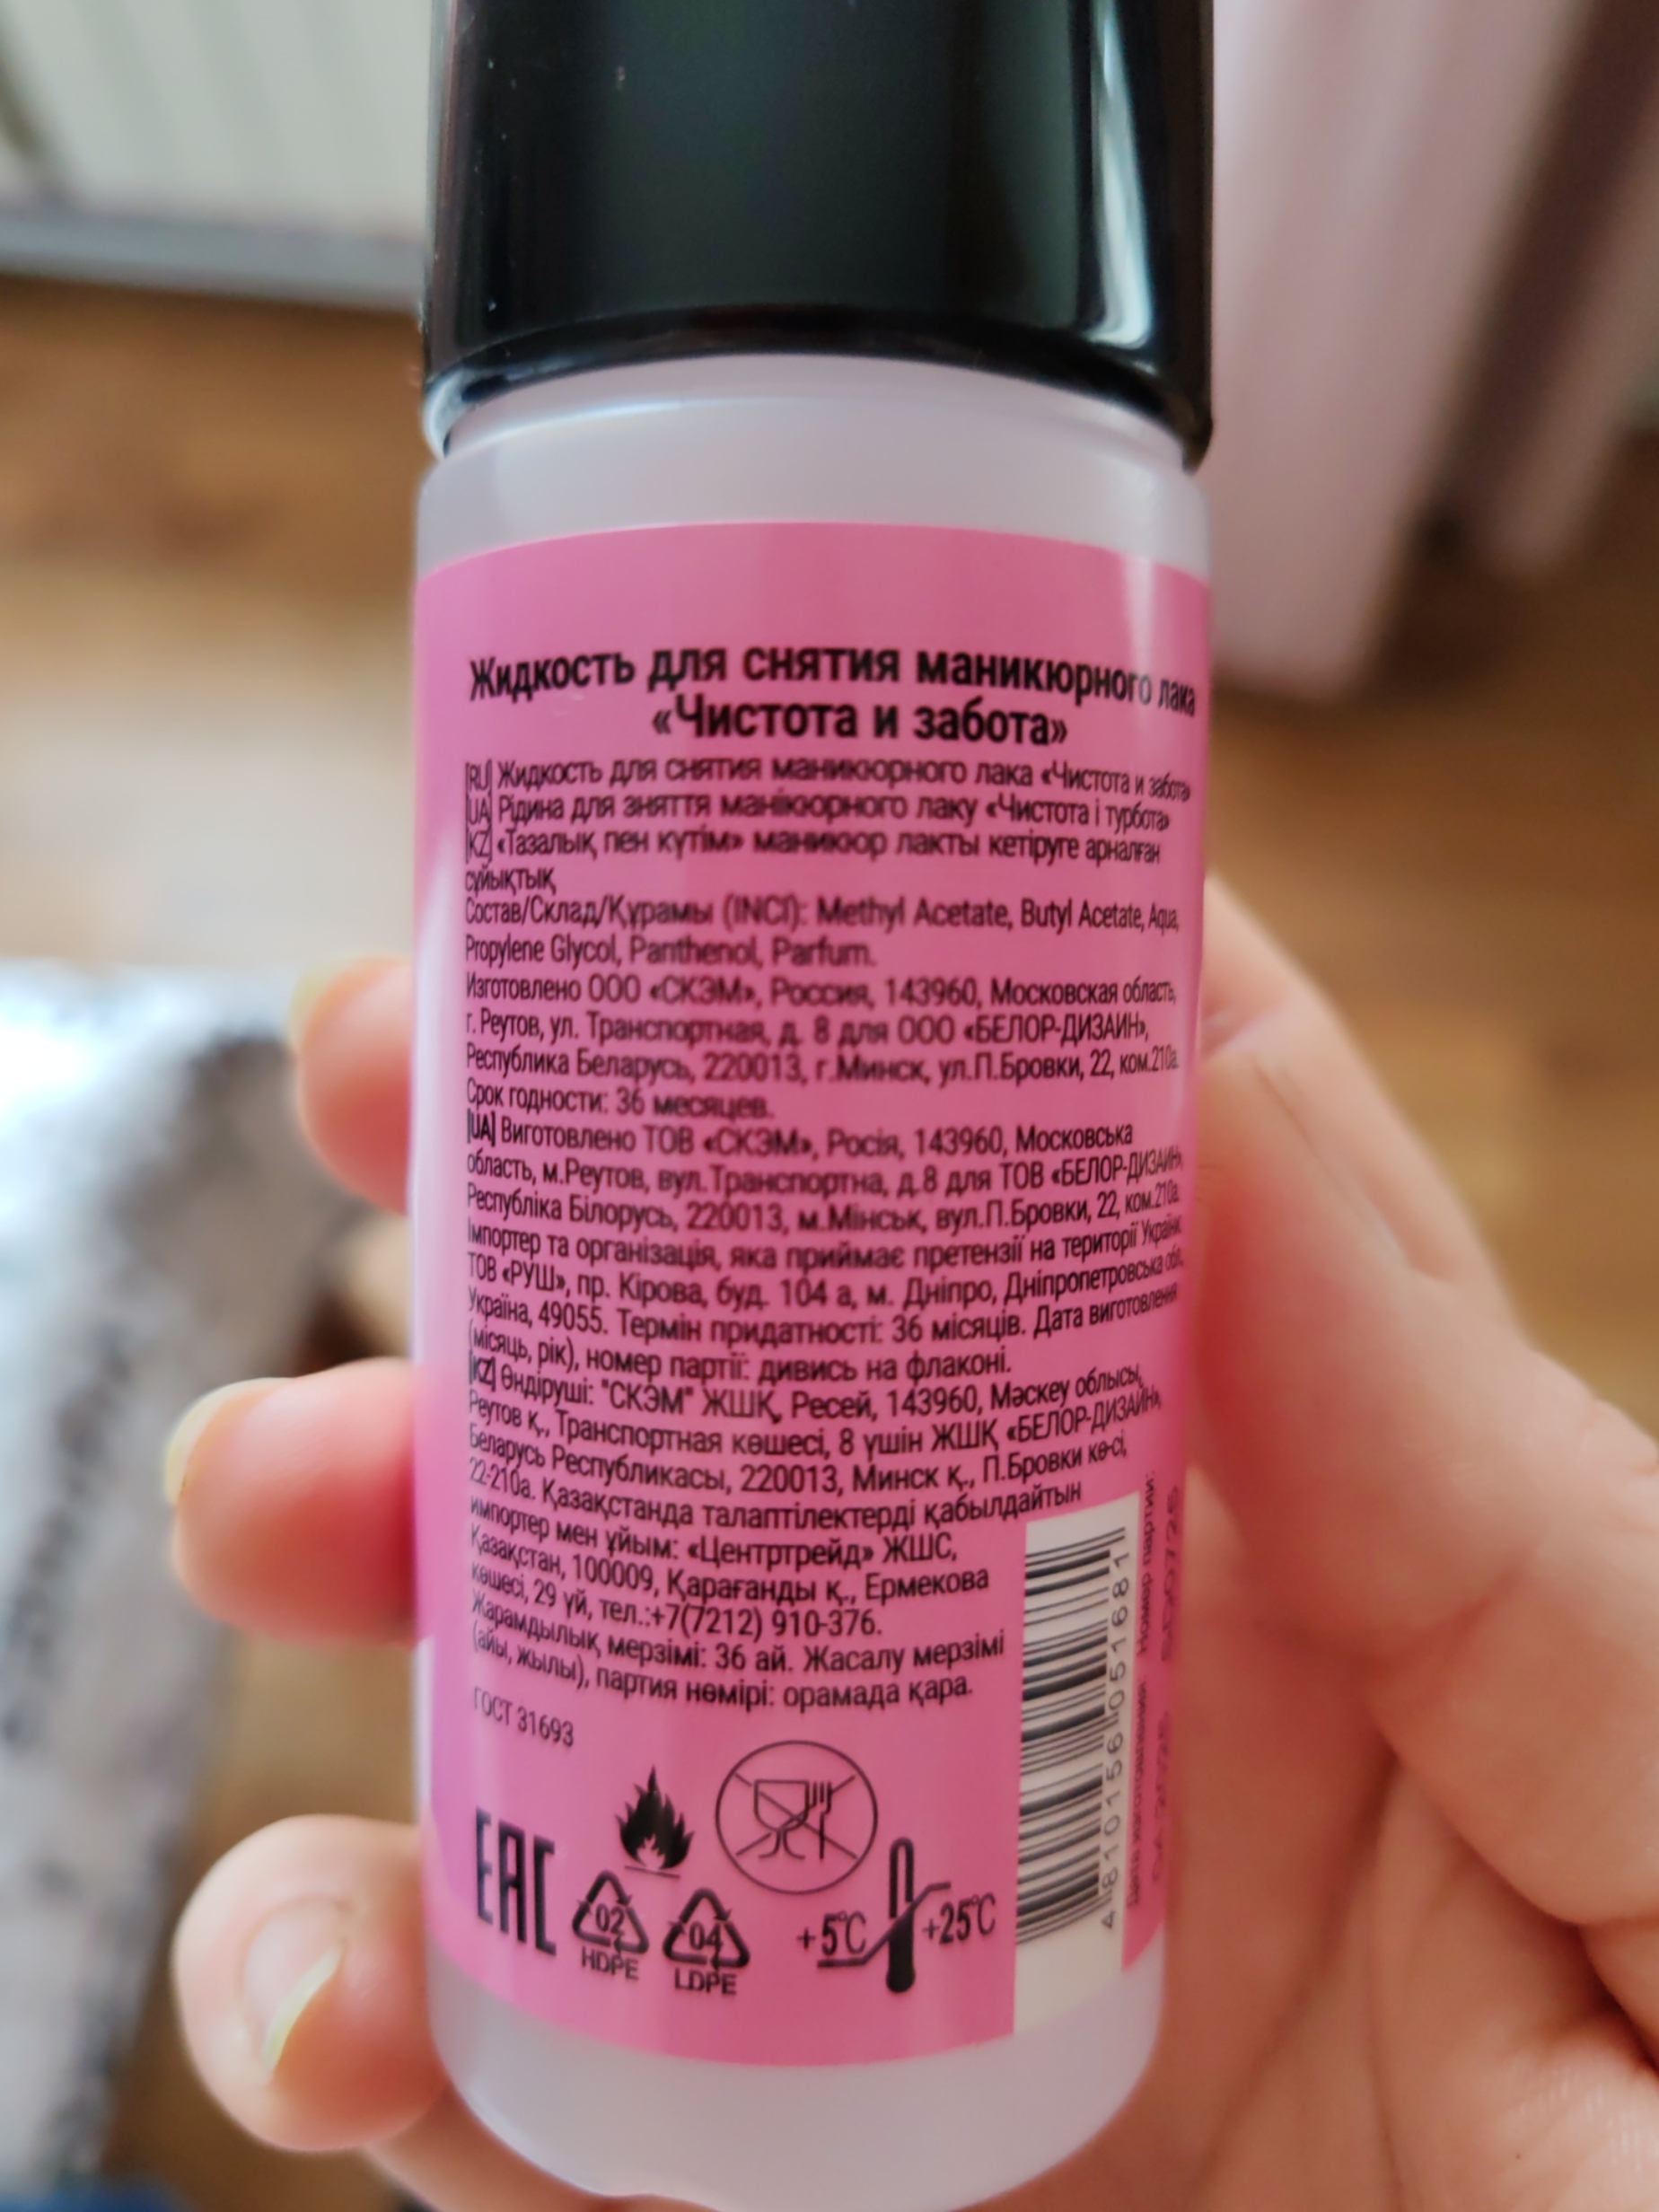 Жидкость для снятия маникюрного лака
«Чистота и забота»
[RU] Жидкость для снятия маникюрного лака «Чистота и забота»
[UA] Рідина для зняття манікюрного лаку «Чистота і турбота»
[KZ] «Тазалық пен күтім» маникюр лакты кетіруге арналған
сұйықтық
Состав/Склад/Құрамы (INCI): Methyl Acetate, Butyl Acetate, Aqua,
Propylene Glycol, Panthenol, Parfum.
Изготовлено ООО «СКЭМ», Россия, 143960, Московская область,
г. Реутов, ул. Транспортная, д. 8 для ООО «БЕЛОР-ДИЗАЙН»,
Республика Беларусь, 220013, г.Минск, ул.П.Бровки, 22, ком.210а.
Срок годности: 36 месяцев.
[UA] Виготовлено ТОВ «СКЭМ», Росія, 143960, Московська
область, м.Реутов, вул.Транспортна, д.8 для ТОВ «БЕЛОР-ДИЗАЙН»,
Республіка Білорусь, 220013, м.Мінськ, вул.П.Бровки, 22, ком.210а.
Імпортер та організація, яка приймає претензії на території України:
ТОВ «РУШ», пр. Кірова, буд. 104 а, м. Дніпро, Дніпропетровська обл.,
Україна, 49055. Термін придатності: 36 місяців. Дата виготовлення
(місяць, рік), номер партії: дивись на флаконі.
[KZ] Өндіруші: "СКЭМ" ЖШҚ, Ресей, 143960, Мәскеу облысы,
Реутов қ., Транспортная көшесі, 8 үшін ЖШҚ «БЕЛОР-ДИЗАЙН»,
Беларусь Республикасы, 220013, Минск қ., П.Бровки кө-сі,
22-210а. Қазақстанда талаптілектерді қабылдайтын
импортер мен ұйым: «Центртрейд» ЖШС,
Қазақстан, 100009, Қарағанды қ., Ермекова
көшесі, 29 үй, тел.:+7(7212) 910-376.
Жарамдылық мерзімі: 36 ай. Жасалу мерзімі
(айы, жылы), партия нөмірі: орамада қара.
ГОСТ 31693
EAC
02
HDPE
04
LDPE
+5°C
+25°C
4810156051681
Дата изготовления: Номер партии: